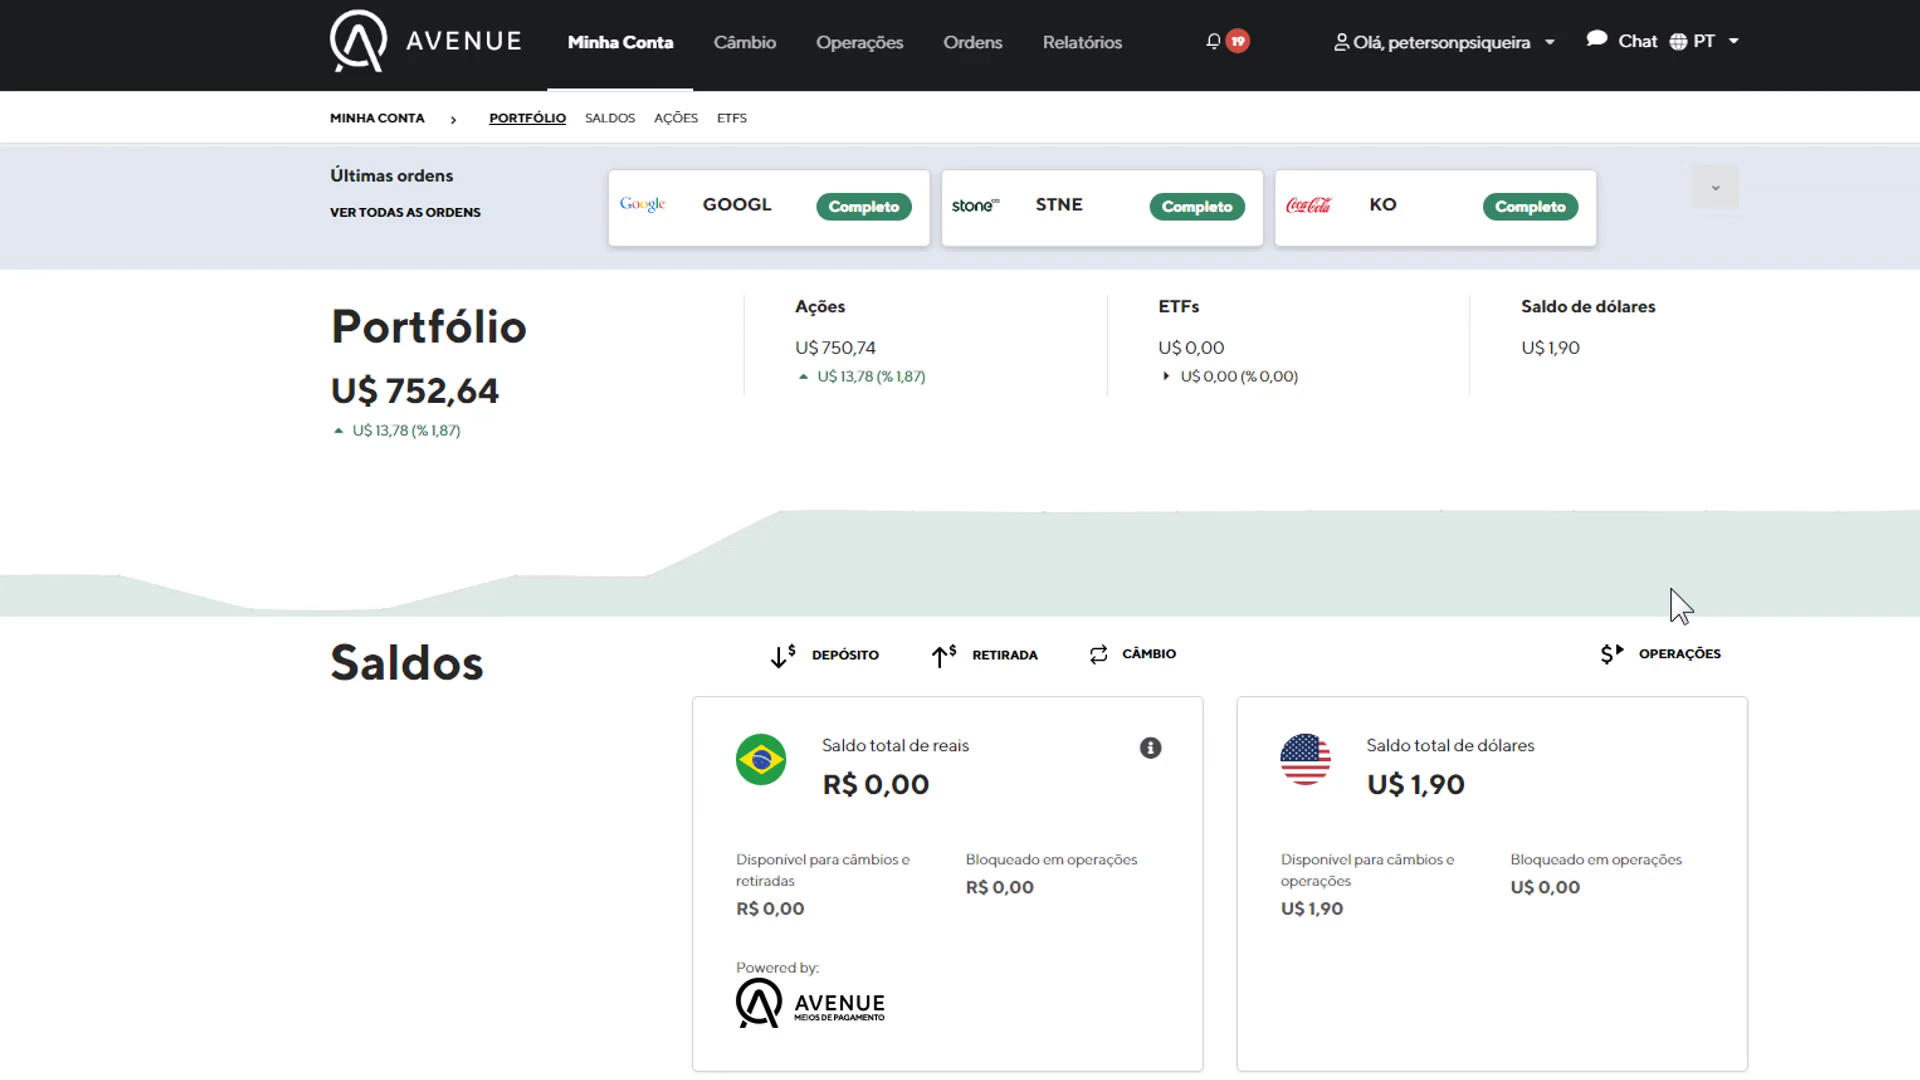 AVENUE
Minha Conta Câmbio Operações Ordens Relatórios 19 Olá, petersonpsiqueira Chat PT
MINHA CONTA > PORTFÓLIO SALDOS AÇÕES ETFS
Últimas ordens
VER TODAS AS ORDENS
Google GOOGL Completo
stone co STNE Completo
Coca-Cola KO Completo
Portfólio
U$ 752,64
U$ 13,78 (% 1,87)
Ações
U$ 750,74
U$ 13,78 (% 1,87)
ETFs
U$ 0,00
U$ 0,00 (% 0,00)
Saldo de dólares
U$ 1,90
Saldos
$ DEPÓSITO $ RETIRADA CÂMBIO $ OPERAÇÕES
Saldo total de reais
R$ 0,00
Disponível para câmbios e
retiradas
R$ 0,00
Bloqueado em operações
R$ 0,00
Powered by:
AVENUE
MEIOS DE PAGAMENTO
Saldo total de dólares
U$ 1,90
Disponível para câmbios e
operações
U$ 1,90
Bloqueado em operações
U$ 0,00